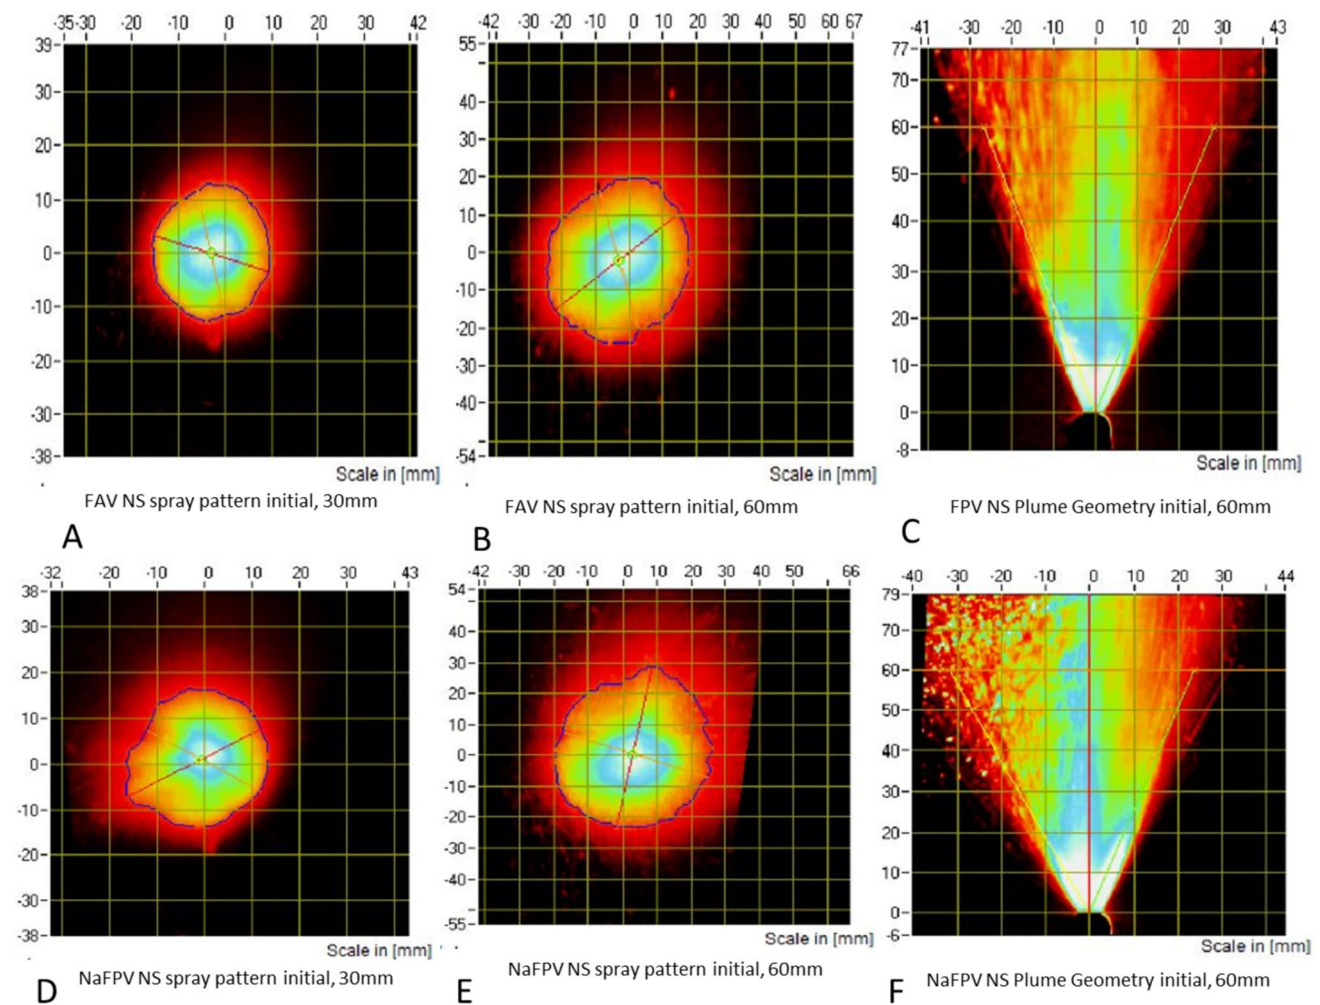 -35 -30 -20 -10 0 10 20 30 42
39
30
20
10
0
-10
-20
-30
-38
Scale in [mm]
FAV NS spray pattern initial, 30mm
A
-42 -30 -20 -10 0 10 20 30 40 50 60 67
55
40
30
20
10
0
-10
-20
-30
-40
-54
Scale in [mm]
FAV NS spray pattern initial, 60mm
B
-41 -30 -20 -10 0 10 20 30 43
77
70
60
50
40
30
20
10
0
-8
Scale in [mm]
FPV NS Plume Geometry initial, 60mm
C
-32 -20 -10 0 10 20 30 43
38
30
20
10
0
-10
-20
-30
-38
Scale in [mm]
NaFPV NS spray pattern initial, 30mm
D
-42 -30 -20 -10 0 10 20 30 40 50 66
54
40
30
20
10
0
-10
-20
-30
-40
-55
Scale in [mm]
NaFPV NS spray pattern initial, 60mm
E
-40 -30 -20 -10 0 10 20 30 44
79
70
60
50
40
30
20
10
0
-6
Scale in [mm]
NaFPV NS Plume Geometry initial, 60mm
F